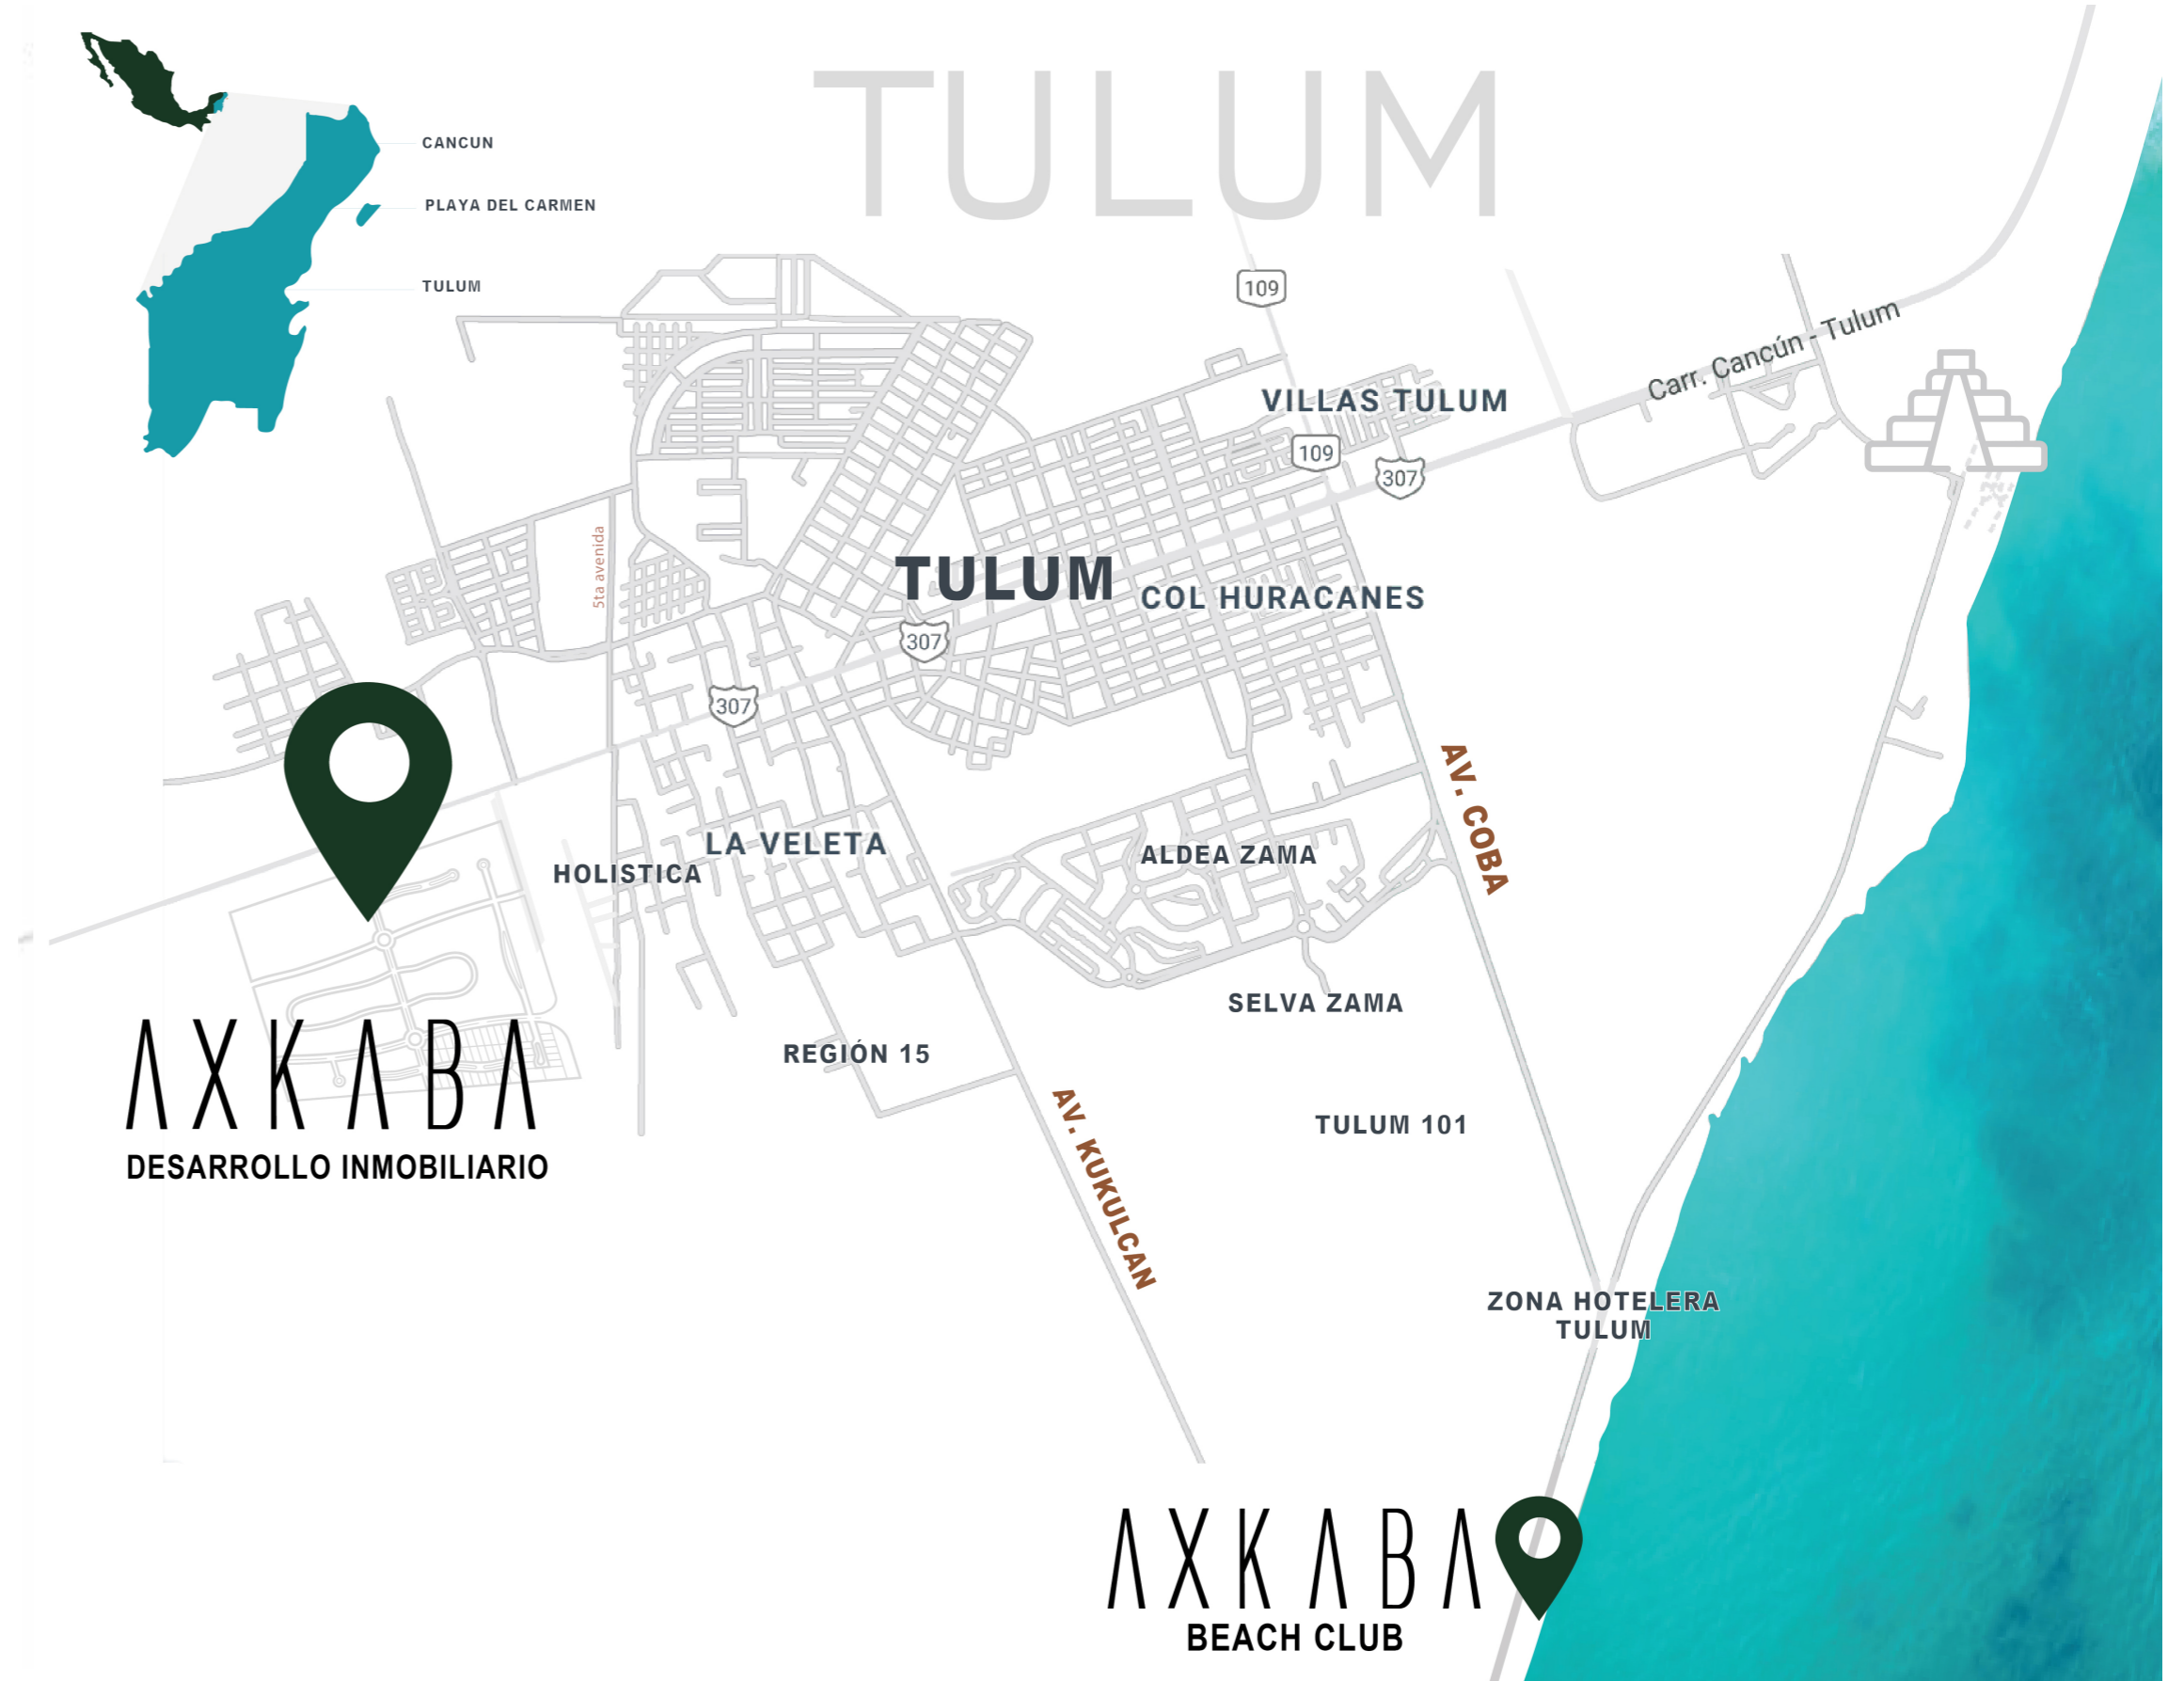 TULUM
CANCUN
PLAYA DEL CARMEN
TULUM
109
Carr. Cancún - Tulum
VILLAS TULUM
109
307
5ta avenida
TULUM
COL HURACANES
307
307
AV. COBA
LA VELETA
HOLISTICA
ALDEA ZAMA
SELVA ZAMA
REGIÓN 15
AXKABA
DESARROLLO INMOBILIARIO
TULUM 101
AV. KUKULCAN
ZONA HOTELERA
TULUM
AXKABA
BEACH CLUB